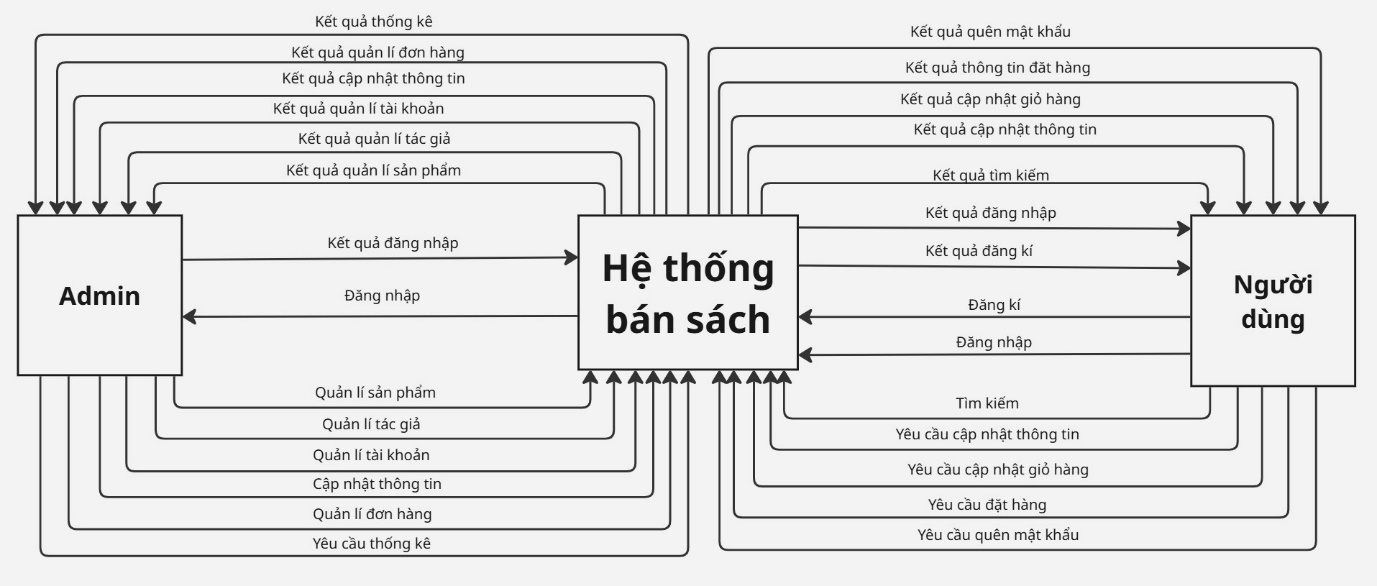 Kết quả thống kê
Kết quả quản lí đơn hàng
Kết quả cập nhật thông tin
Kết quả quản lí tài khoản
Kết quả quản lí tác giả
Kết quả quản lí sản phẩm
Kết quả quên mật khẩu
Kết quả thông tin đăt hàng
Kết quả cập nhật giỏ hàng
Kết quả cập nhật thông tin
Kết quả tìm kiếm
Kết quả đăng nhập
Kết quả đăng kí
Kết quả đăng nhập
Đăng nhập
Admin
Hệ thống
bán sách
Người
dùng
Đăng kí
Đăng nhập
Quản lí sản phẩm
Quản lí tác giả
Quản lí tài khoản
Cập nhật thông tin
Quản lí đơn hàng
Yêu cầu thống kê
Tìm kiếm
Yêu cầu cập nhật thông tin
Yêu cầu cập nhật giỏ hàng
Yêu cầu đặt hàng
Yêu cầu quên mật khẩu